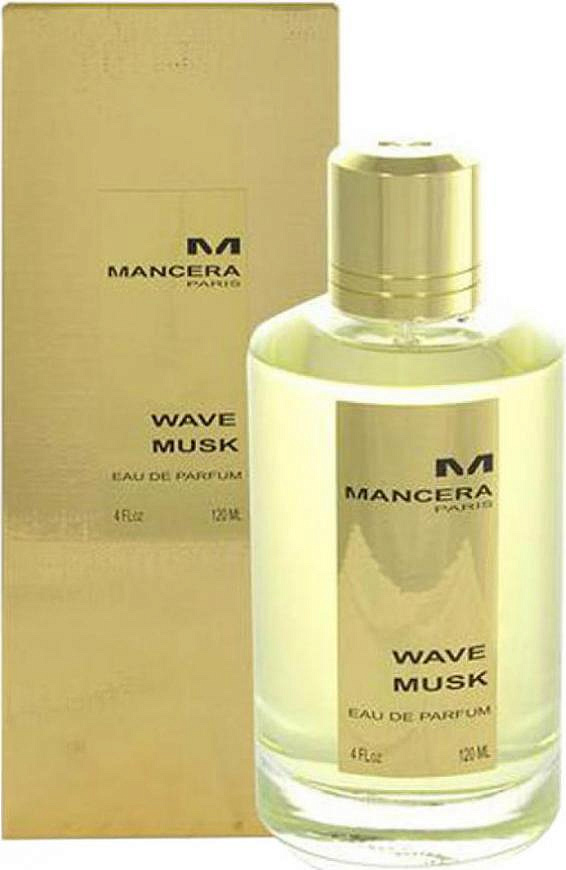 M
MANCERA
PARIS
WAVE
MUSK
EAU DE PARFUM
4 FLoz 120 ML
M
MANCERA
PARIS
WAVE
MUSK
EAU DE PARFUM
4 FLoz 120 ML